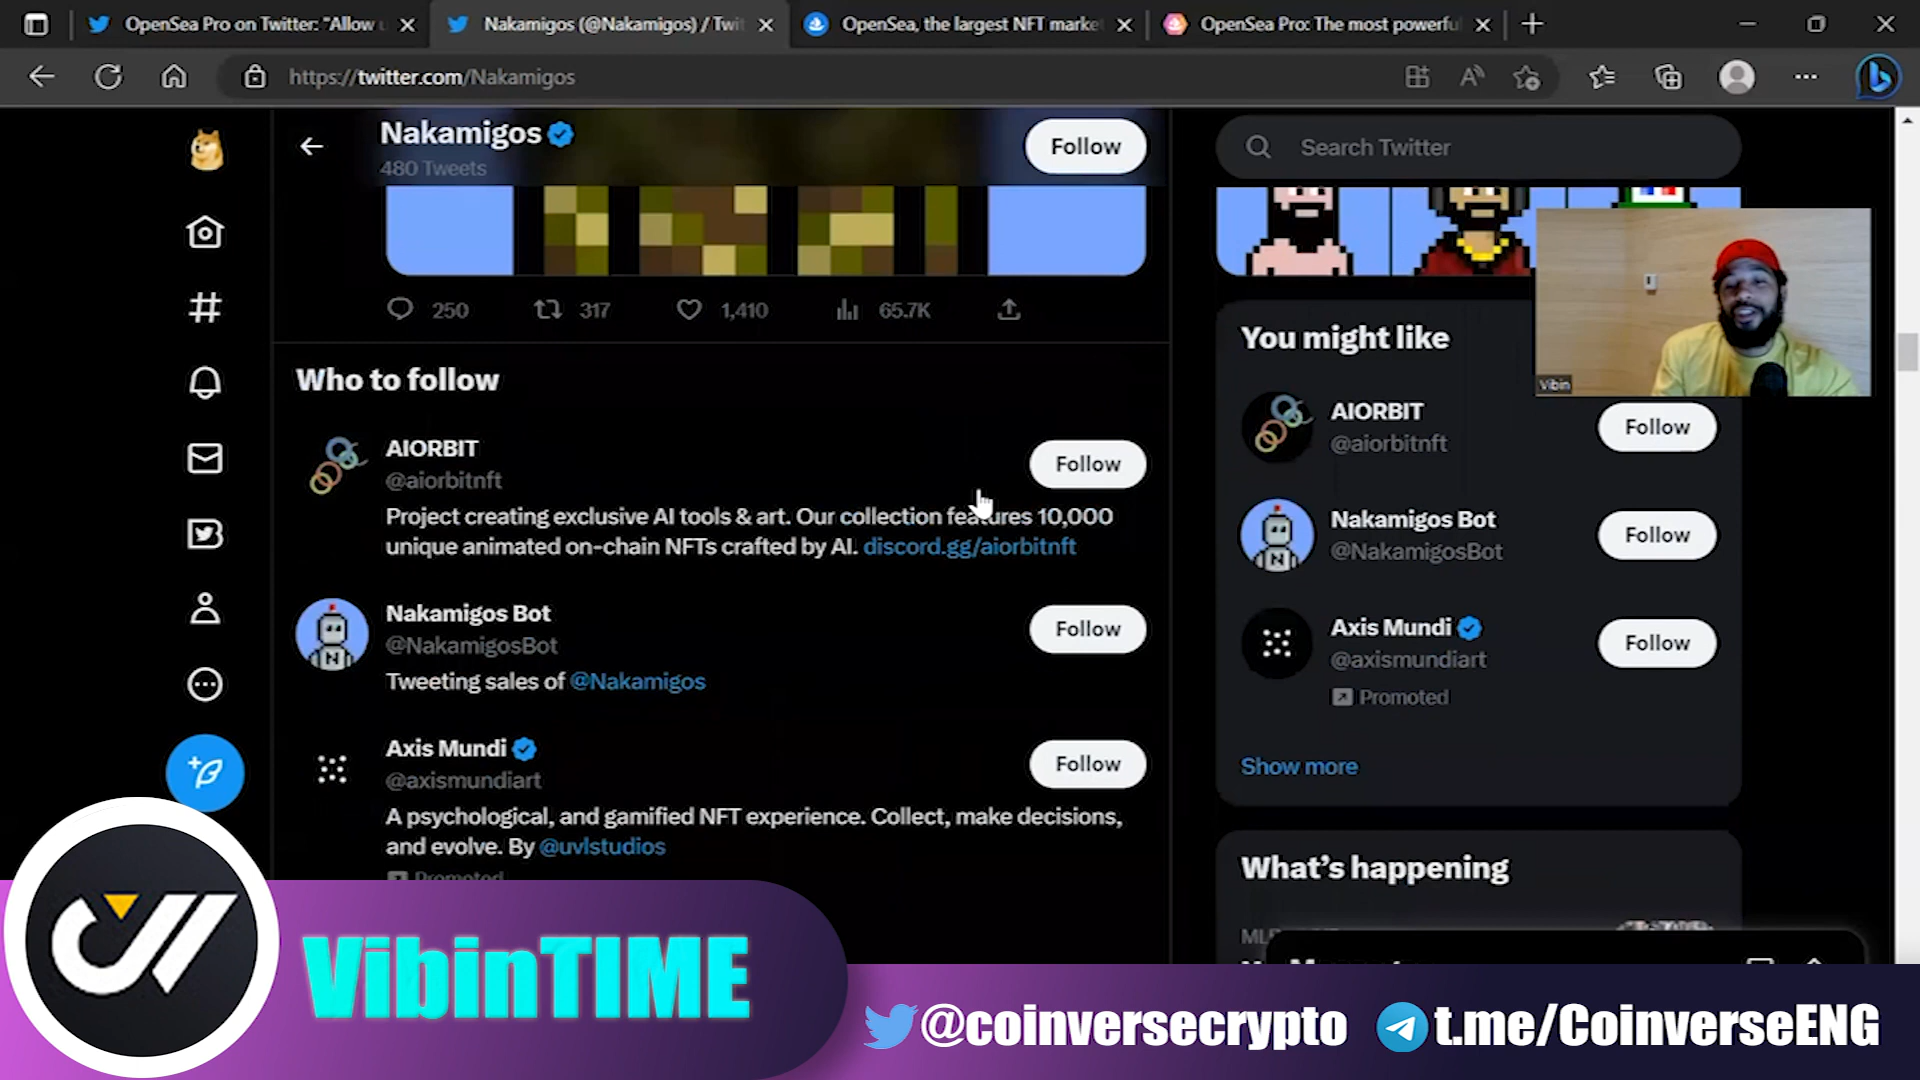 OpenSea Pro on Twitter: "Allow u
Nakamigos (@Nakamigos) / Twit
OpenSea, the largest NFT marke
OpenSea Pro: The most powerfu
https://twitter.com/Nakamigos
Nakamigos
480 Tweets
Follow
Search Twitter
250 317 1,410 65.7K
Who to follow
AIORBIT
@aiorbitnft
Follow
Project creating exclusive AI tools & art. Our collection features 10,000
unique animated on-chain NFTs crafted by AI. discord.gg/aiorbitnft
Nakamigos Bot
@NakamigosBot
Follow
Tweeting sales of @Nakamigos
Axis Mundi
@axismundiart
Follow
A psychological, and gamified NFT experience. Collect, make decisions,
and evolve. By @uvlstudios
Promoted
Vibin
You might like
AIORBIT
@aiorbitnft
Follow
Nakamigos Bot
@NakamigosBot
Follow
Axis Mundi
@axismundiart
Follow
Promoted
Show more
What's happening
VibinTIME
@coinversecrypto
t.me/CoinverseENG